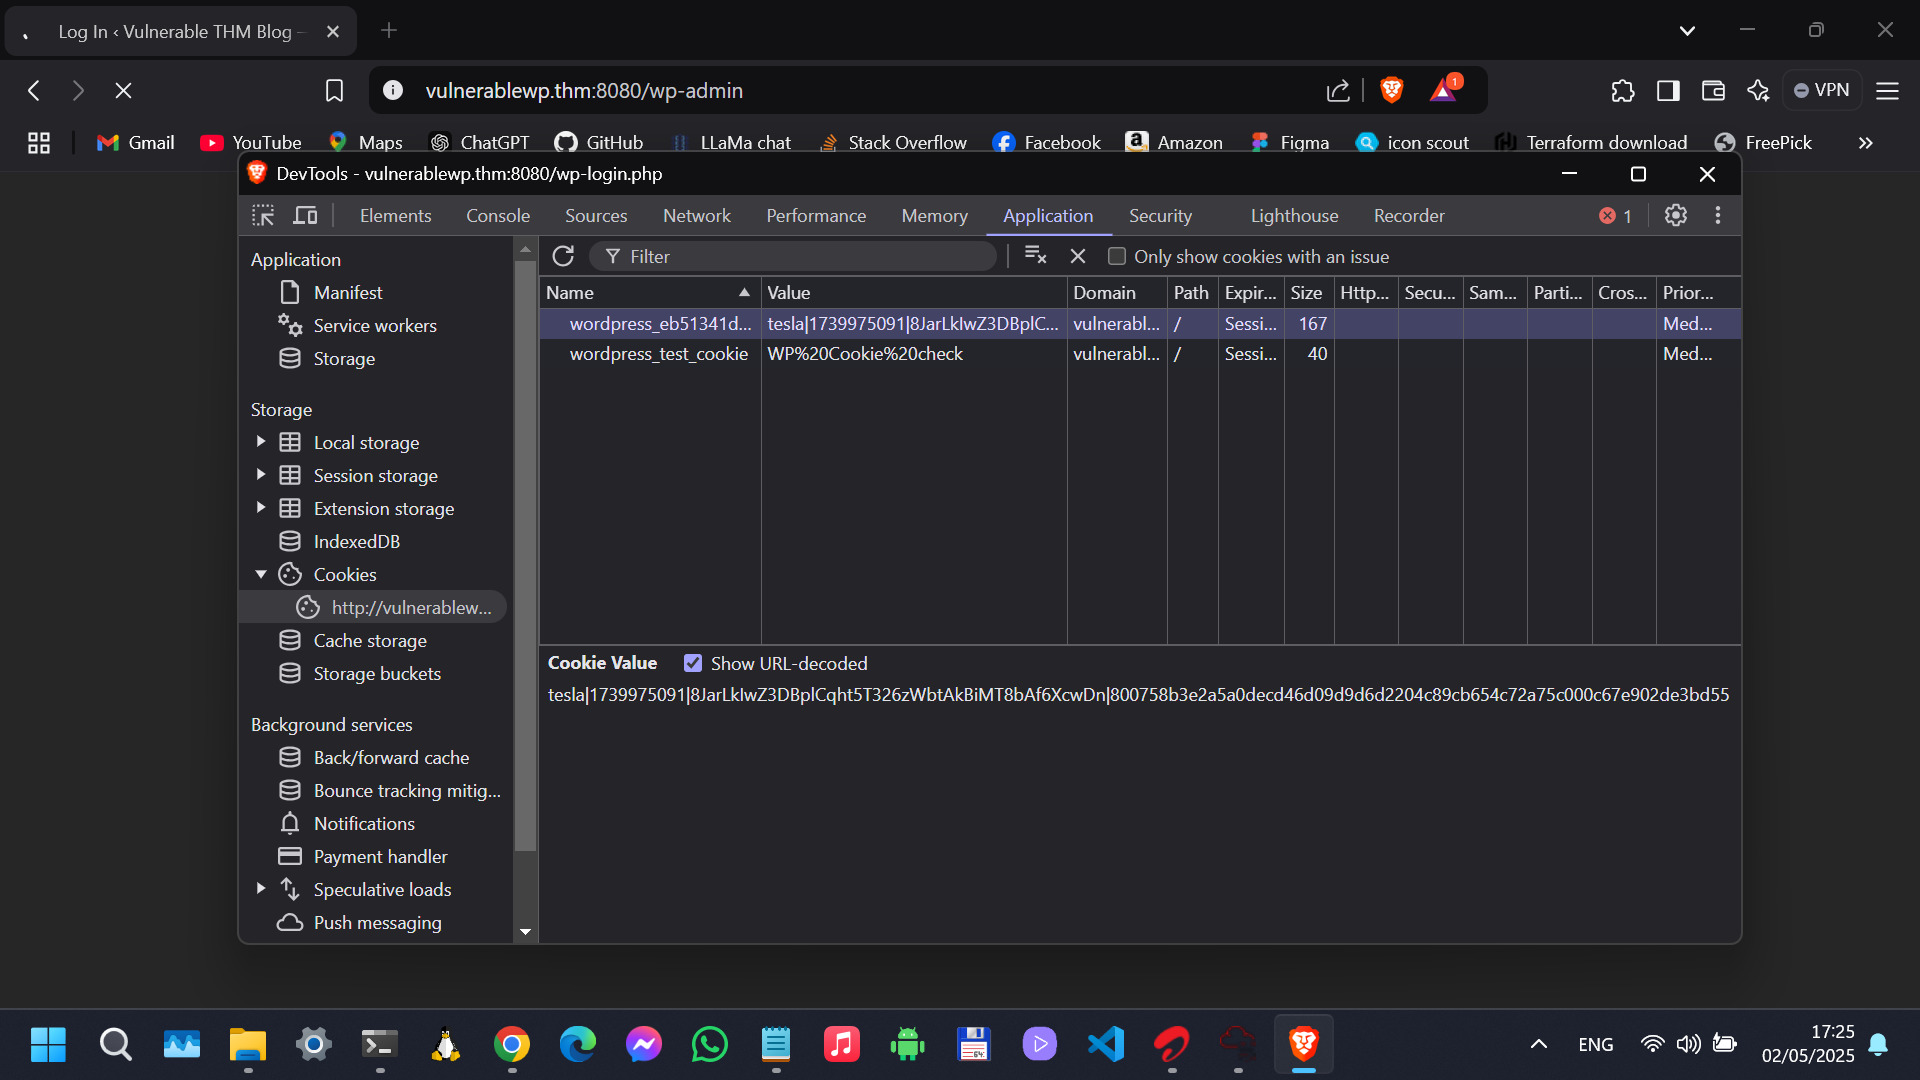 Log In ‹ Vulnerable THM Blog –
vulnerablewp.thm:8080/wp-admin
1
VPN
Gmail
YouTube
Maps
ChatGPT
GitHub
LLaMa chat
Stack Overflow
Facebook
Amazon
Figma
icon scout
Terraform download
FreePick
»
DevTools - vulnerablewp.thm:8080/wp-login.php
Elements
Console
Sources
Network
Performance
Memory
Application
Security
Lighthouse
Recorder
1
Application
Manifest
Service workers
Storage
Storage
Local storage
Session storage
Extension storage
IndexedDB
Cookies
http://vulnerablew...
Cache storage
Storage buckets
Background services
Back/forward cache
Bounce tracking mitig...
Notifications
Payment handler
Speculative loads
Push messaging
Filter
Only show cookies with an issue
Name Value Domain Path Expir... Size Http... Secu... Sam... Parti... Cros... Prior...
wordpress_eb51341d... tesla|1739975091|8JarLkIwZ3DBplC... vulnerabl... / Sessi... 167 Med...
wordpress_test_cookie WP%20Cookie%20check vulnerabl... / Sessi... 40 Med...
Cookie Value Show URL-decoded
tesla|1739975091|8JarLkIwZ3DBplCqht5T326zWbtAkBiMT8bAf6XcwDn|800758b3e2a5a0decd46d09d9d6d2204c89cb654c72a75c000c67e902de3bd55
64
ENG
17:25
02/05/2025